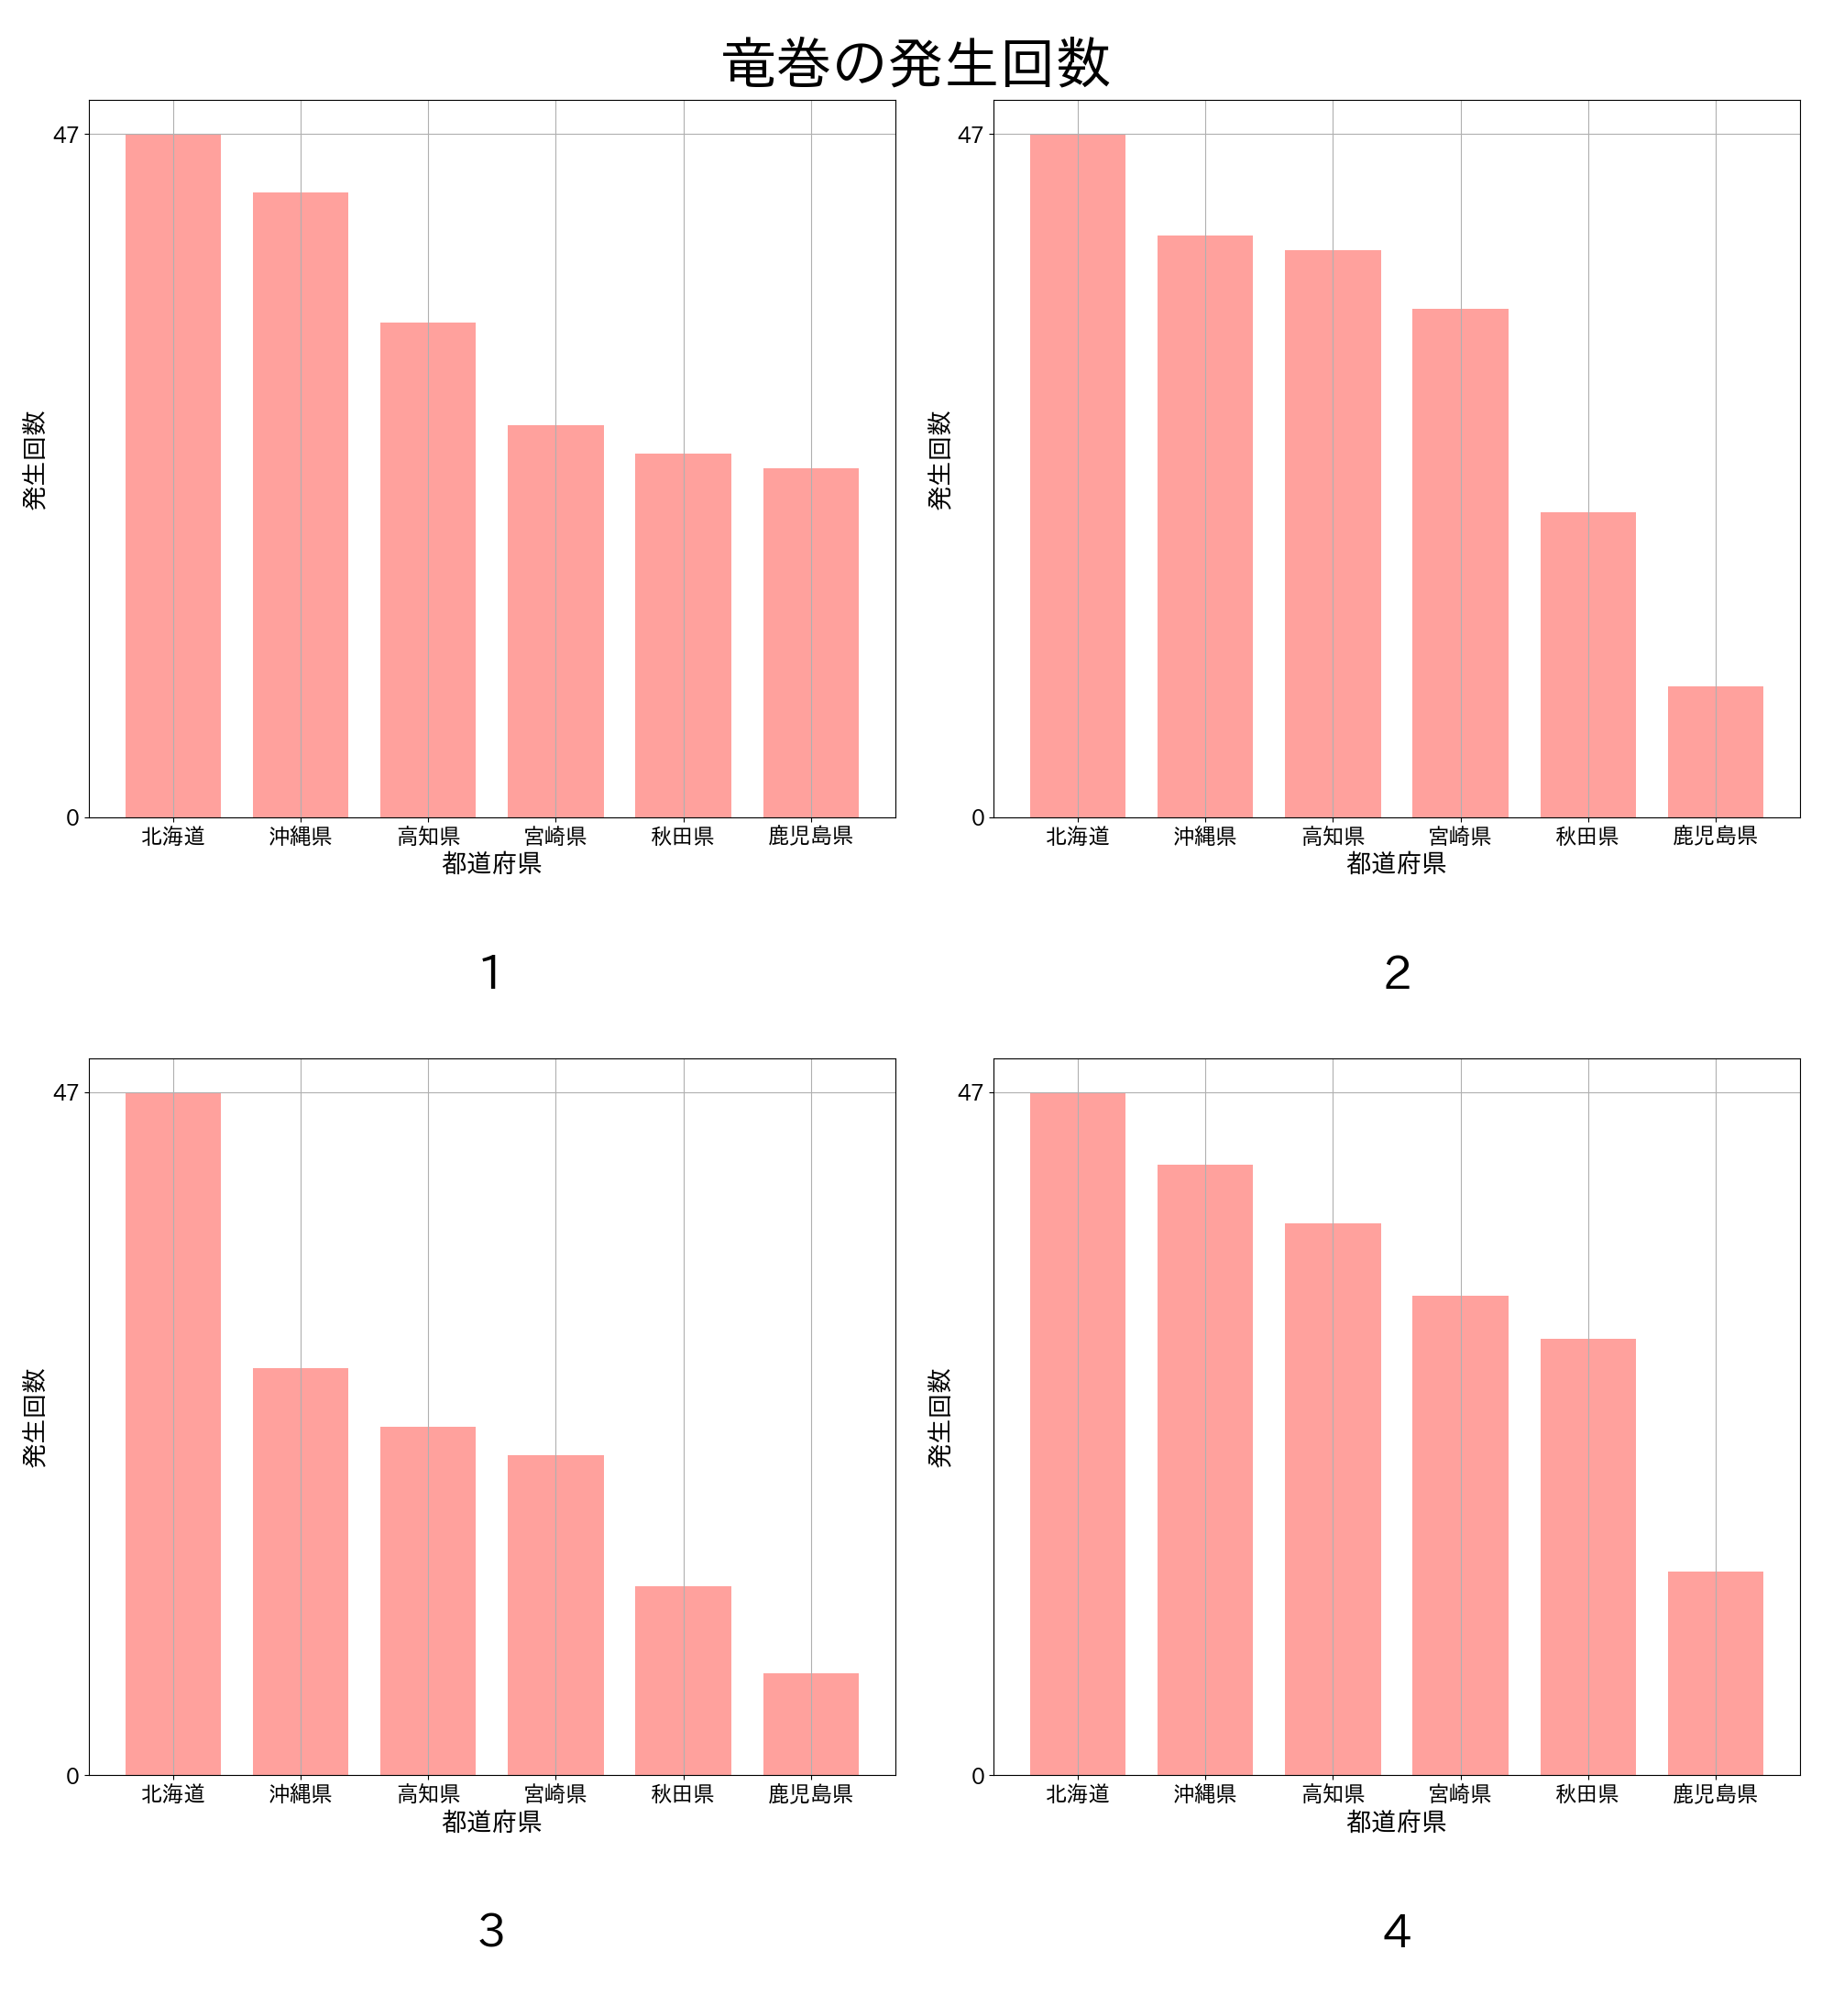 竜巻の発生回数
47
0
発生回数
北海道 沖縄県 高知県 宮崎県 秋田県 鹿児島県
都道府県
1
47
0
発生回数
北海道 沖縄県 高知県 宮崎県 秋田県 鹿児島県
都道府県
2
47
0
発生回数
北海道 沖縄県 高知県 宮崎県 秋田県 鹿児島県
都道府県
3
47
0
発生回数
北海道 沖縄県 高知県 宮崎県 秋田県 鹿児島県
都道府県
4